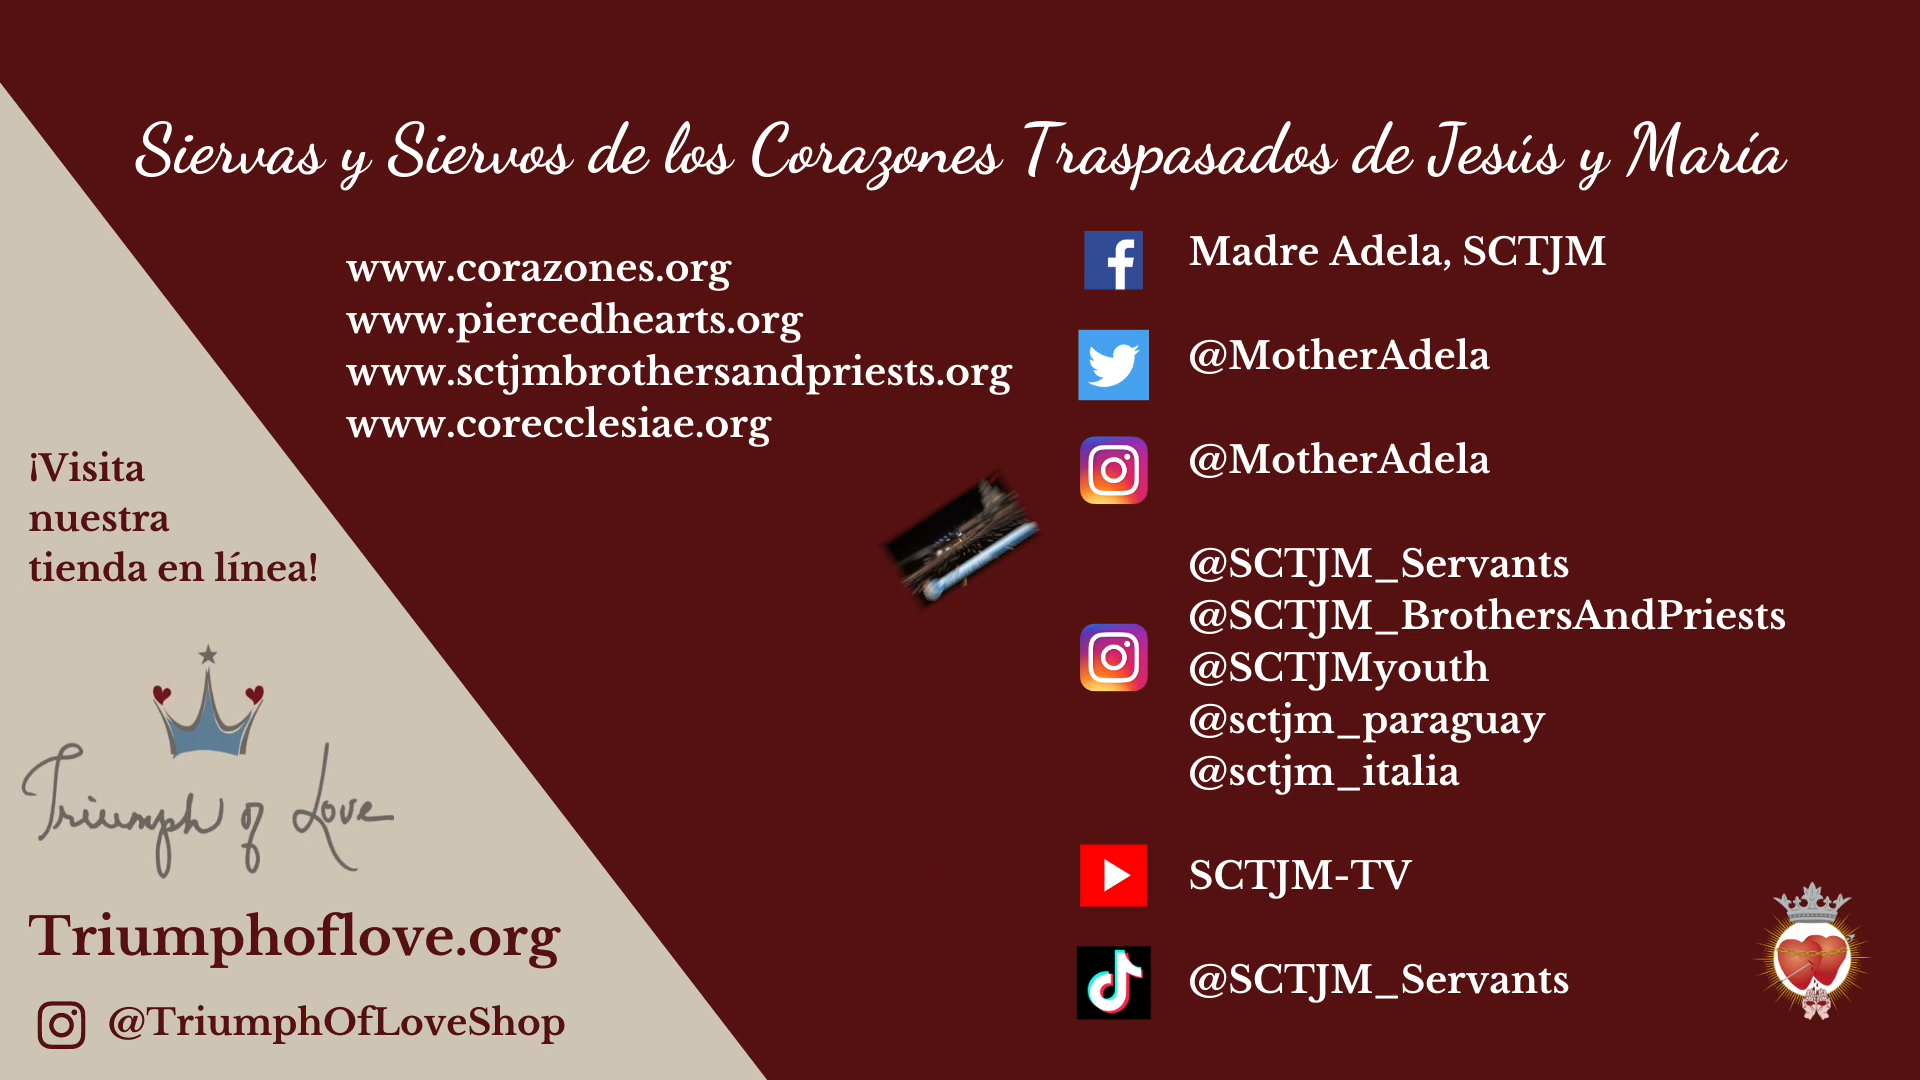 Siervas y Siervos de los Corazones Traspasados de Jesús y María
www.corazones.org
www.piercedhearts.org
www.sctjmbrothersandpriests.org
www.corecclesiae.org
Madre Adela, SCTJM
@MotherAdela
@MotherAdela
@SCTJM_Servants
@SCTJM_BrothersAndPriests
@SCTJMyouth
@sctjm_paraguay
@sctjm_italia
SCTJM-TV
@SCTJM_Servants
¡Visita
nuestra
tienda en línea!
Triumph of Love
Triumphoflove.org
@TriumphOfLoveShop